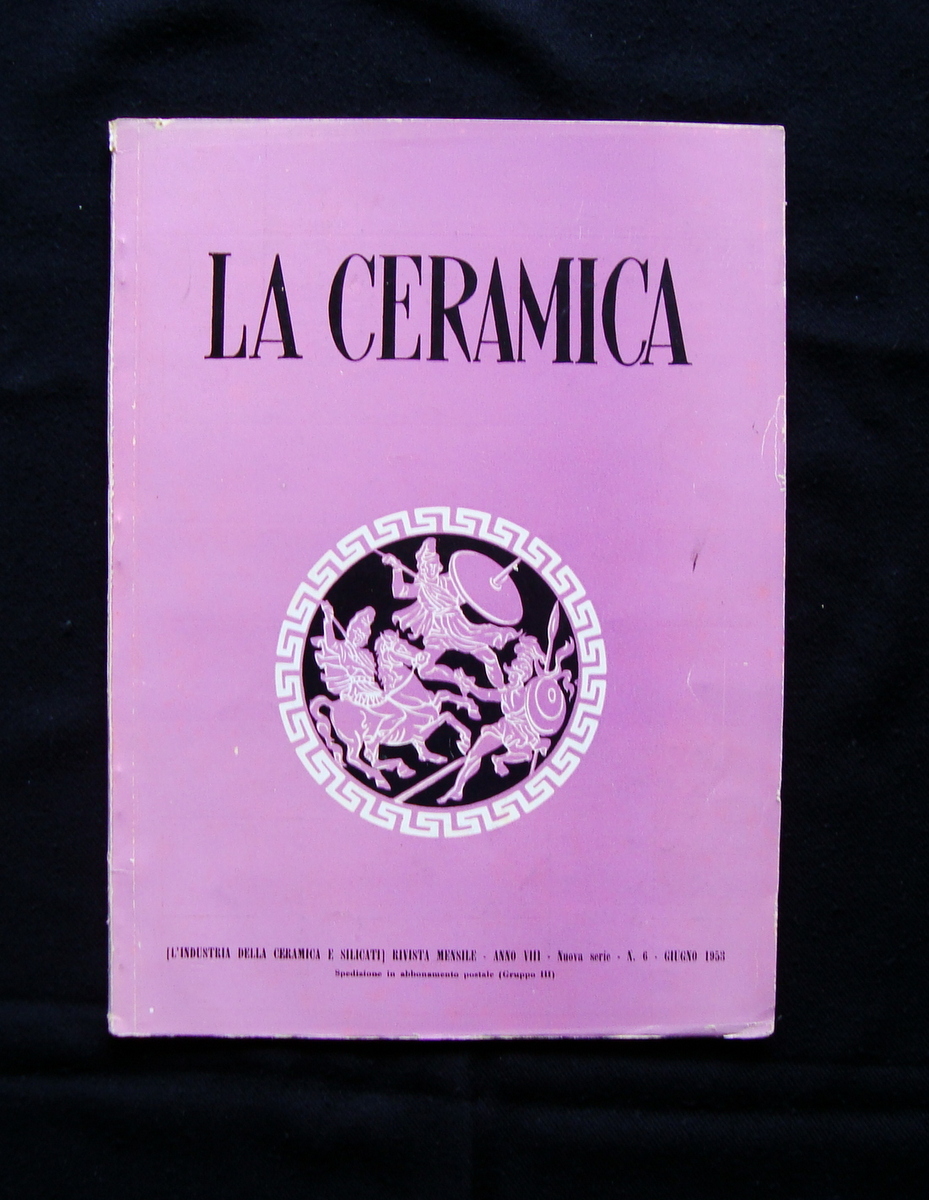 LA CERAMICA
[L'INDUSTRIA DELLA CERAMICA E SILICATI] RIVISTA MENSILE - ANNO VIII - Nuova serie - N. 6 - GIUGNO 1953
Spedizione in abbonamento postale (Gruppo III)